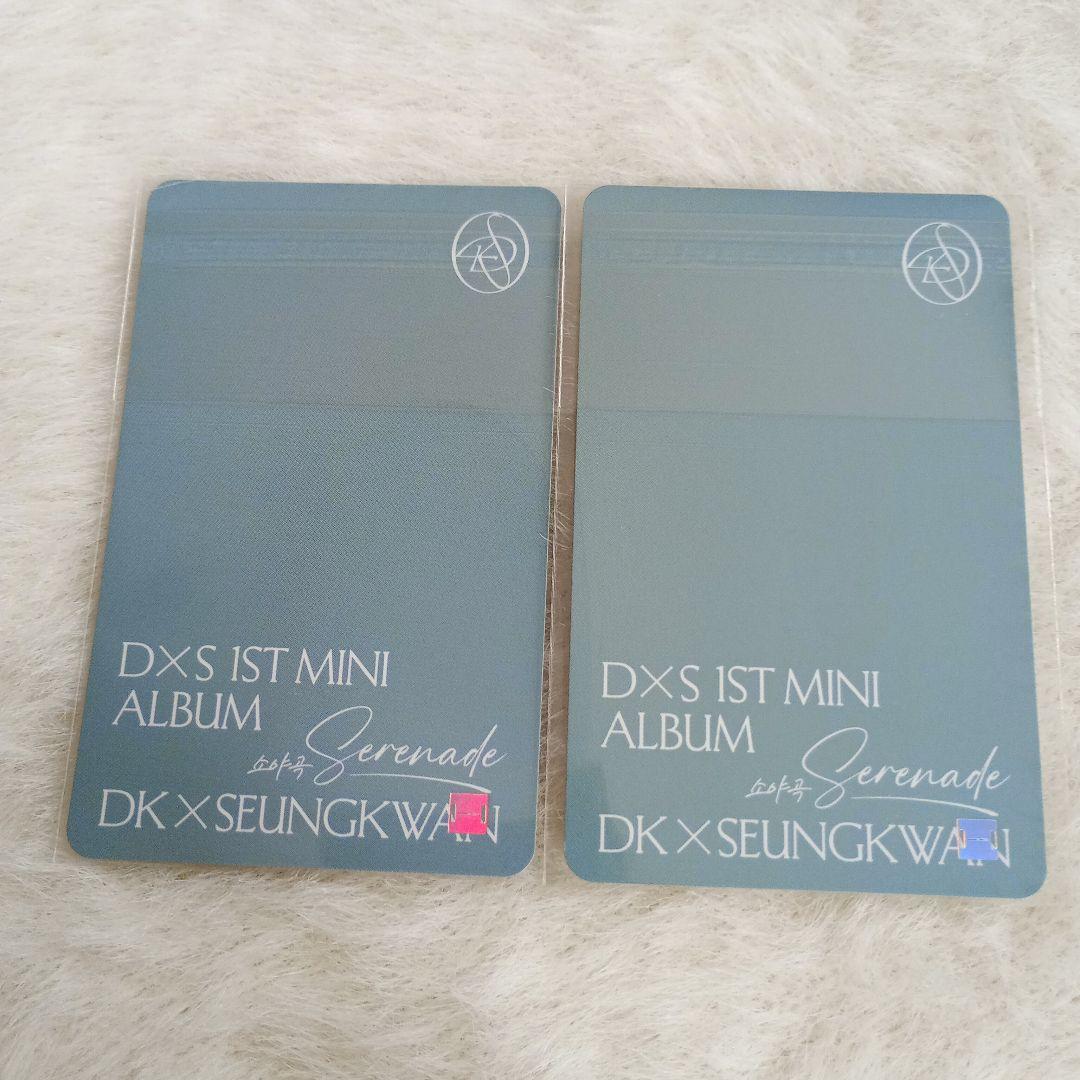 D×S 1ST MINI
ALBUM
소야곡 Serenade
DK×SEUNGKWAN
D×S 1ST MINI
ALBUM
소야곡 Serenade
DK×SEUNGKWAN